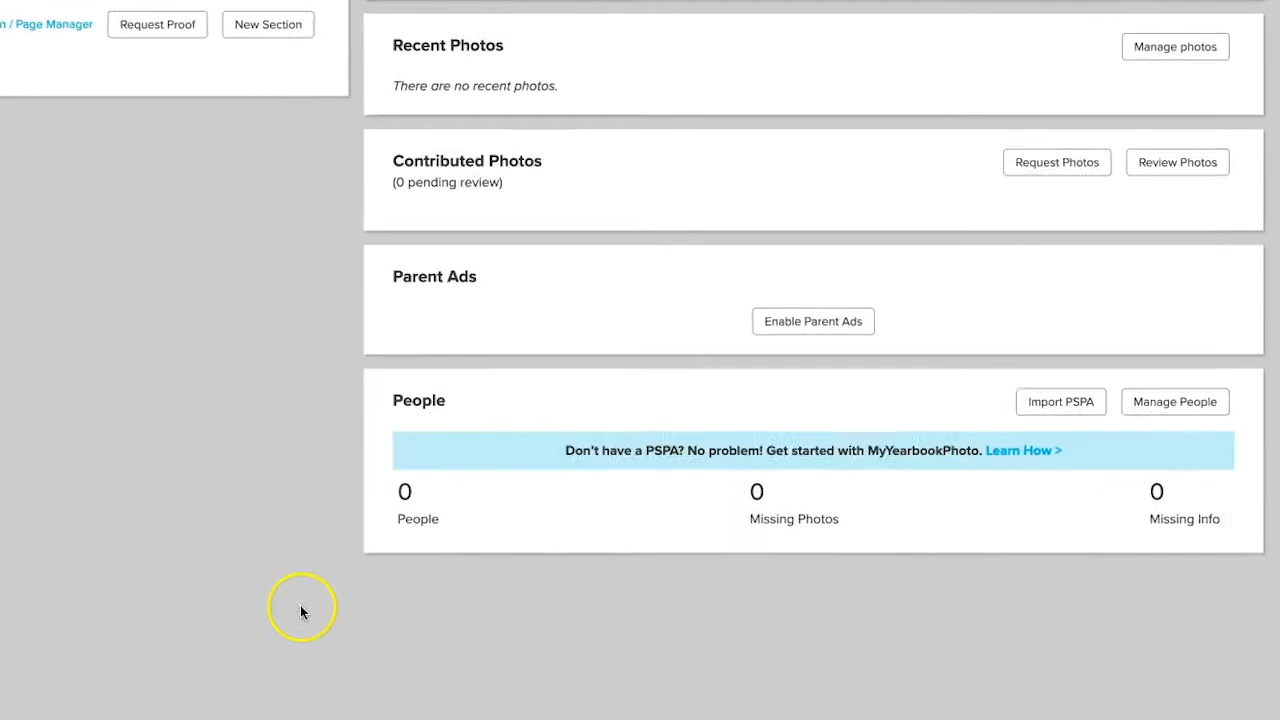 n / Page Manager
Request Proof
New Section
Recent Photos
Manage photos
There are no recent photos.
Contributed Photos
(0 pending review)
Request Photos
Review Photos
Parent Ads
Enable Parent Ads
People
Import PSPA
Manage People
Don't have a PSPA? No problem! Get started with MyYearbookPhoto. Learn How >
0
People
0
Missing Photos
0
Missing Info